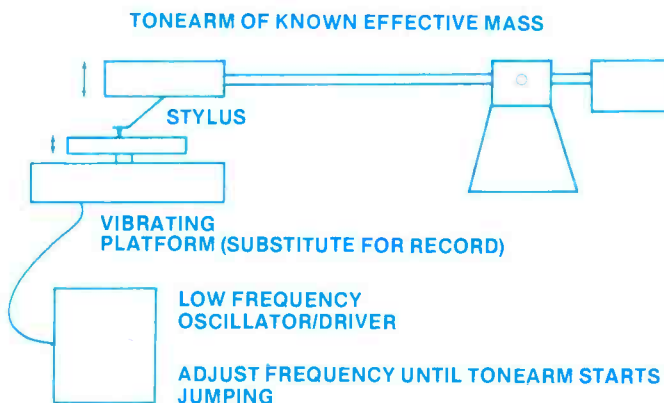 TONEARM OF KNOWN EFFECTIVE MASS
STYLUS
VIBRATING
PLATFORM (SUBSTITUTE FOR RECORD)
LOW FREQUENCY
OSCILLATOR/DRIVER
ADJUST FREQUENCY UNTIL TONEARM STARTS
JUMPING